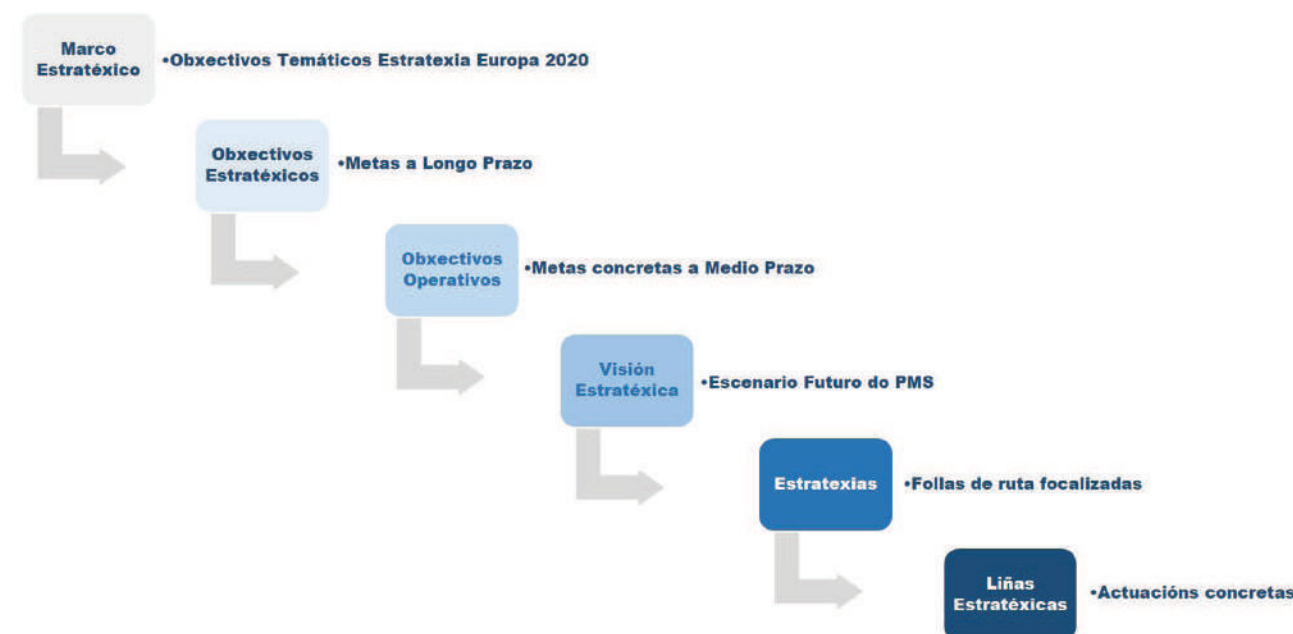 Marco
Estratéxico
•Obxectivos Temáticos Estratexia Europa 2020
Obxectivos
Estratéxicos
•Metas a Longo Prazo
Obxectivos
Operativos
•Metas concretas a Medio Prazo
Visión
Estratéxica
•Escenario Futuro do PMS
Estratexias
•Follas de ruta focalizadas
Liñas
Estratéxicas
•Actuacións concretas